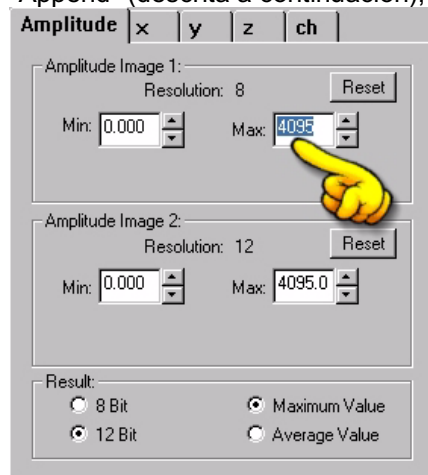 "Append" (descrita a continuación),
Amplitude x y z ch
Amplitude Image 1:
Resolution: 8 Reset
Min: 0.000 Max: 4095
Amplitude Image 2:
Resolution: 12 Reset
Min: 0.000 Max: 4095.0
Result:
8 Bit Maximum Value
12 Bit Average Value